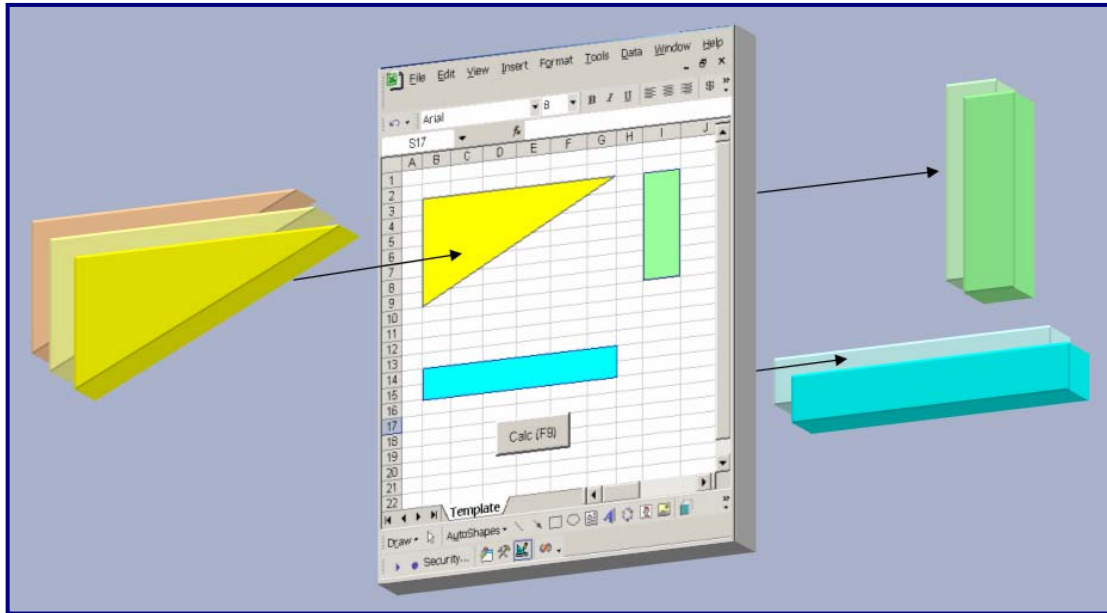 File Edit View Insert Format Tools Data Window Help
Arial 8 B I U $
S17 fx
A B C D E F G H I J
1
2
3
4
5
6
7
8
9
10
11
12
13
14
15
16
17
Calc (F9)
18
19
20
21
22
Template
Draw AutoShapes
Security...